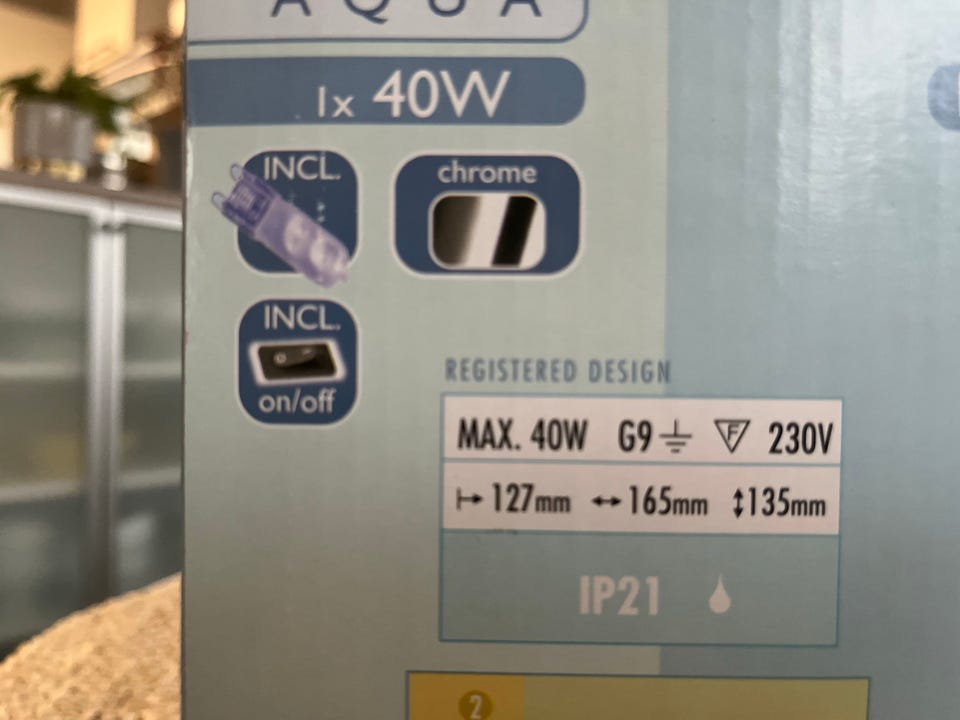 AQUA
1x 40W
INCL.
chrome
INCL.
on/off
REGISTERED DESIGN
MAX. 40W G9 F 230V
127mm 165mm 135mm
IP21
2